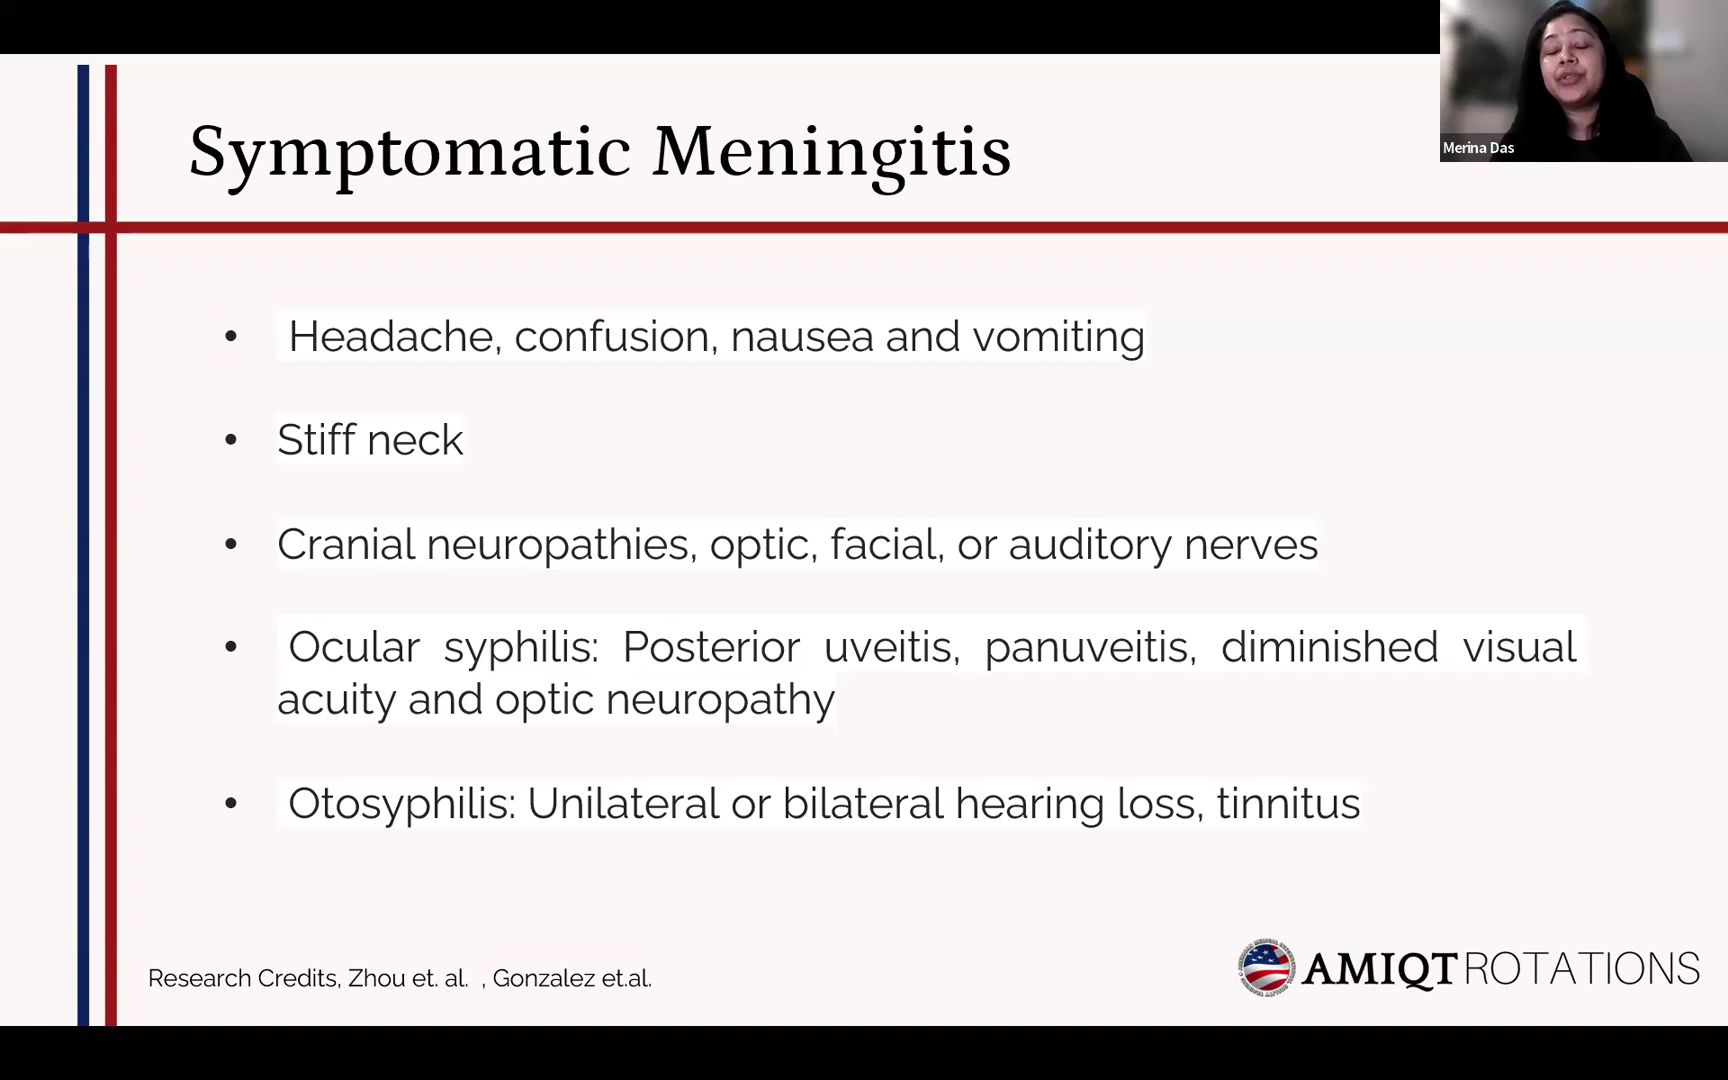 Merina Das
Symptomatic Meningitis
• Headache, confusion, nausea and vomiting
• Stiff neck
• Cranial neuropathies, optic, facial, or auditory nerves
• Ocular syphilis: Posterior uveitis, panuveitis, diminished visual
acuity and optic neuropathy
• Otosyphilis: Unilateral or bilateral hearing loss, tinnitus
Research Credits, Zhou et. al.  , Gonzalez et.al.
AMIQT ROTATIONS